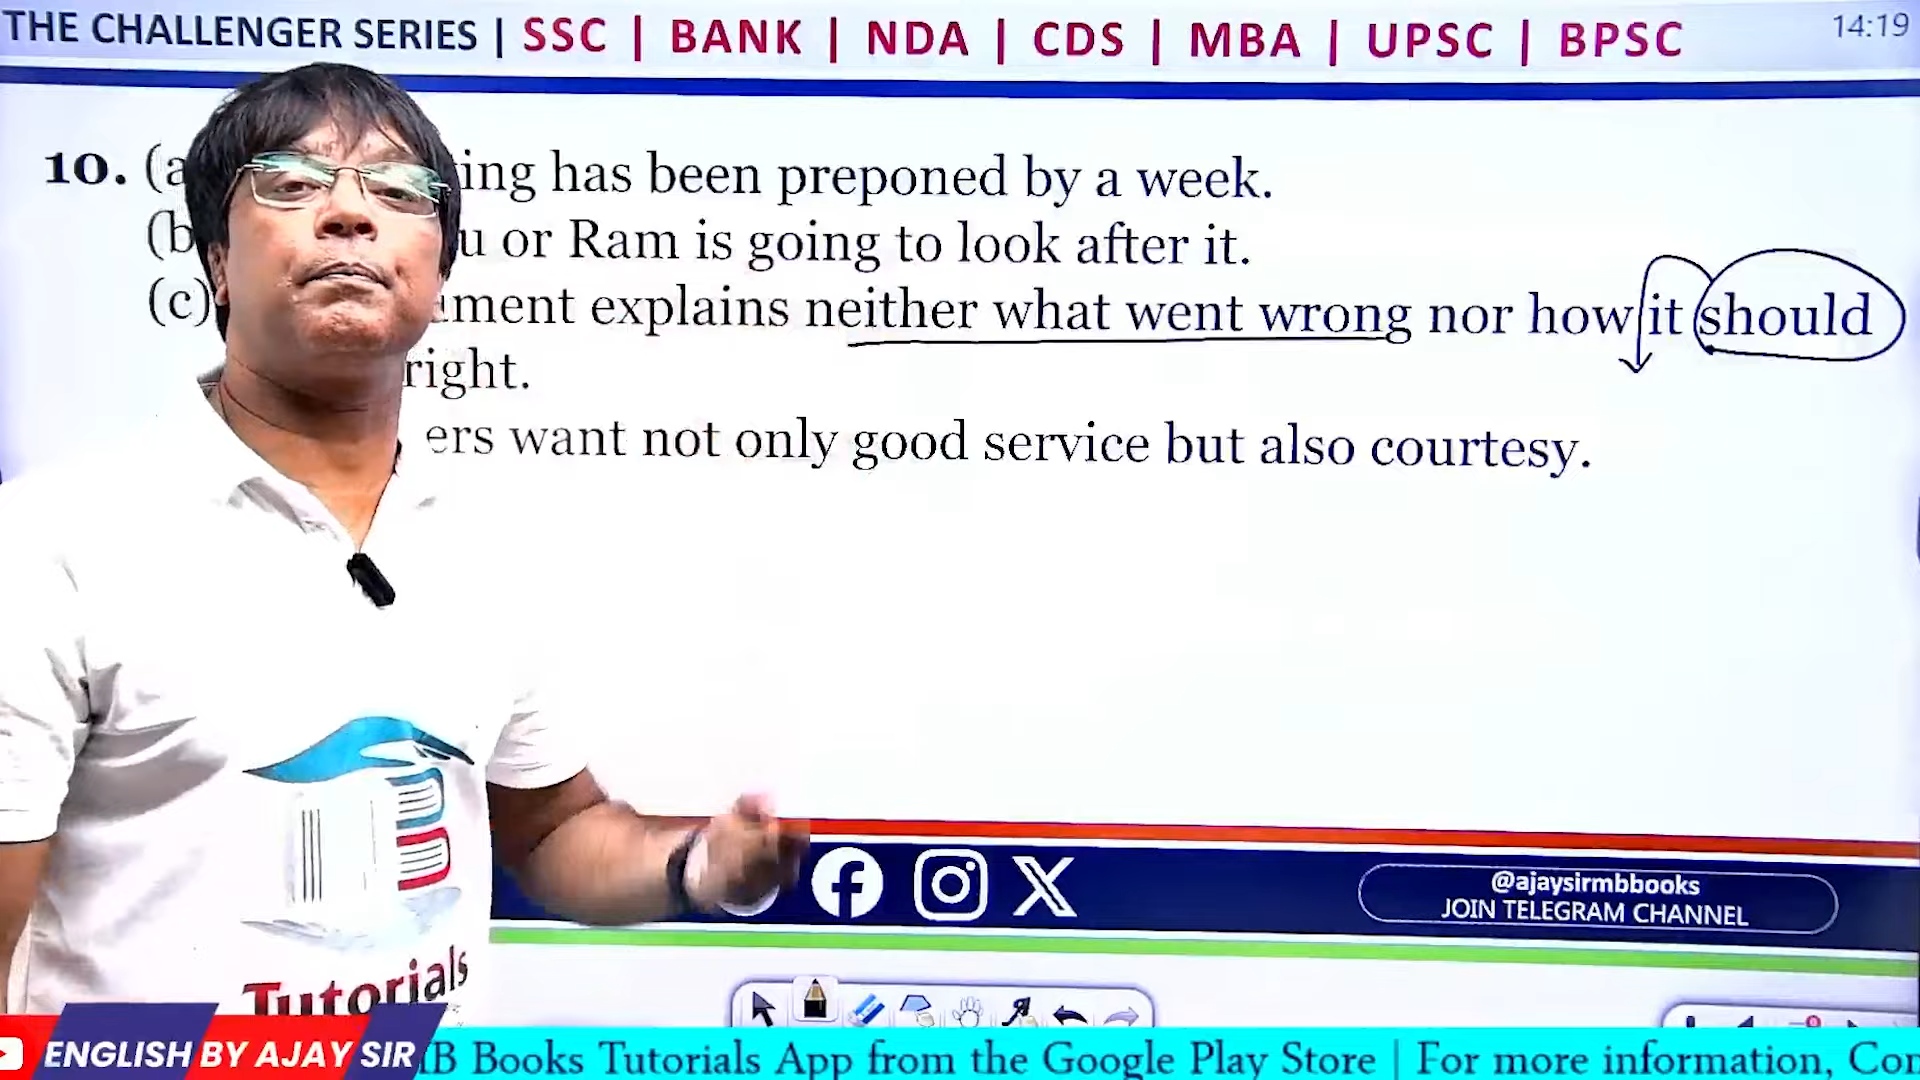 THE CHALLENGER SERIES | SSC | BANK | NDA | CDS | MBA | UPSC | BPSC
14:19
10. (a ing has been preponed by a week.
(b u or Ram is going to look after it.
(c) ument explains neither what went wrong nor how it should
right.
ers want not only good service but also courtesy.
@ajaysirmbbooks
JOIN TELEGRAM CHANNEL
Tutorials
ENGLISH BY AJAY SIR
IB Books Tutorials App from the Google Play Store | For more information, Con